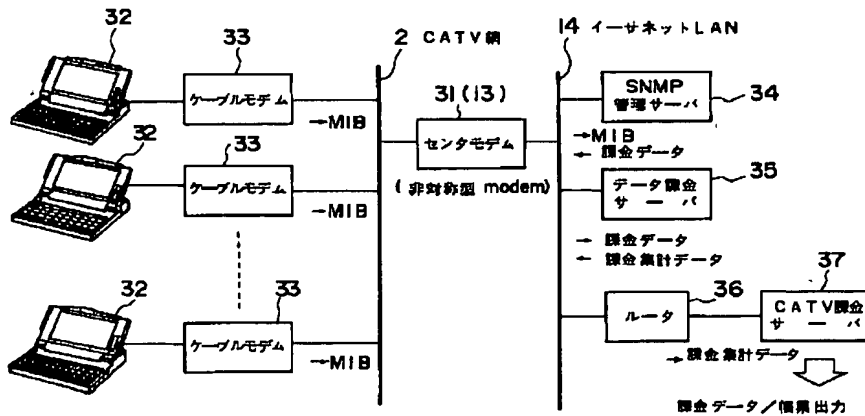 32
33
ケーブルモデム
→MIB
32
33
ケーブルモデム
→MIB
32
33
ケーブルモデム
→MIB
2 CATV網
31(13)
センタモデム
(非対称型 modem)
14 イーサネットLAN
SNMP
管理サーバ
34
→MIB
← 課金データ
データ課金
サーバ
35
→ 課金データ
← 課金集計データ
ルータ
36
→課金集計データ
CATV課金
サーバ
37
課金データ/帳票出力